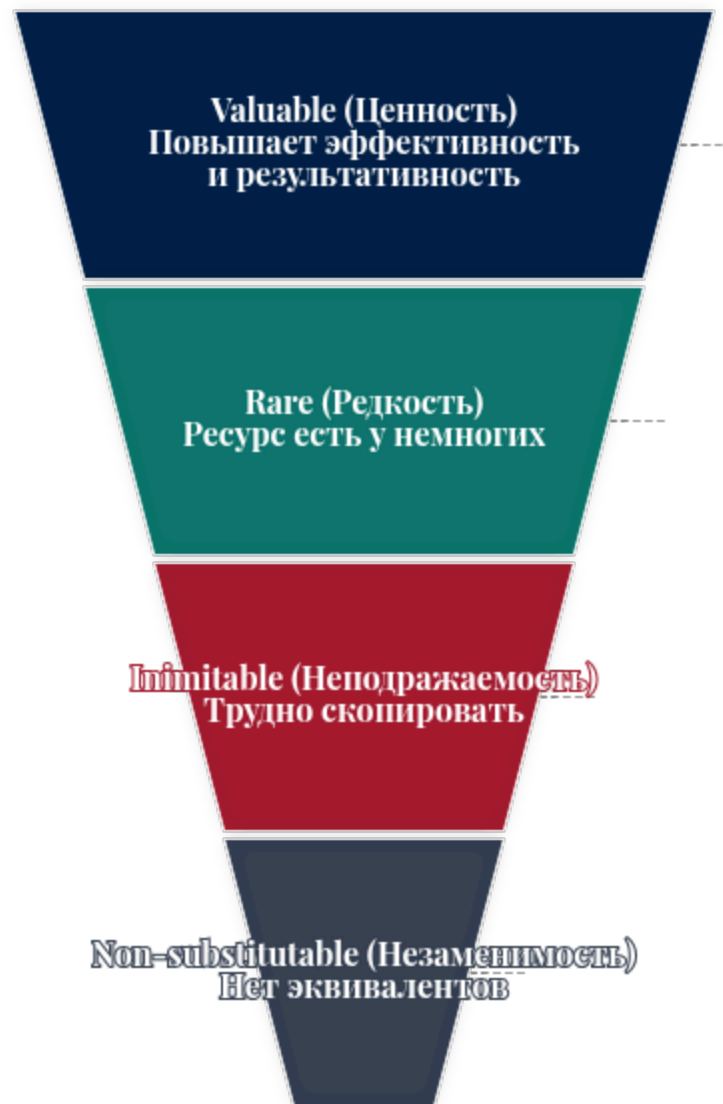 Valuable (Ценность)
Повышает эффективность
и результативность
Rare (Редкость)
Ресурс есть у немногих
Inimitable (Неподражаемость)
Трудно скопировать
Non-substitutable (Незаменимость)
Нет эквивалентов